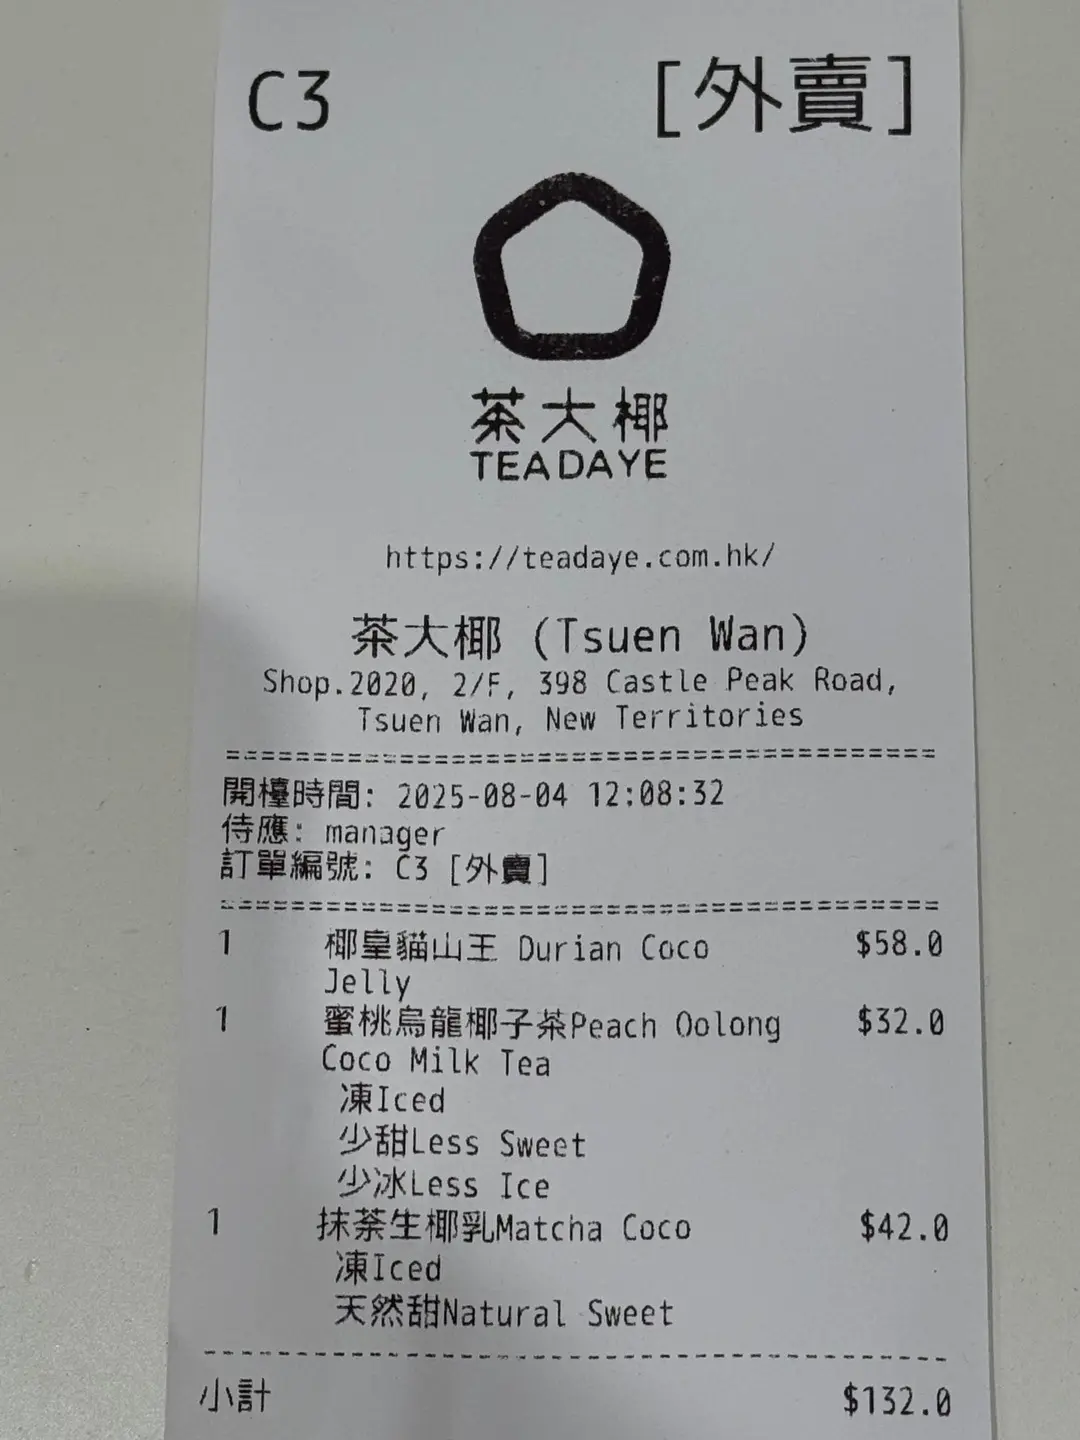 C3 [外賣]
茶大椰
TEADAYE
https://teadaye.com.hk/
茶大椰 (Tsuen Wan)
Shop.2020, 2/F, 398 Castle Peak Road,
Tsuen Wan, New Territories
==========================================
開檯時間: 2025-08-04 12:08:32
侍應: manager
訂單編號: C3 [外賣]
==========================================
1 椰皇貓山王 Durian Coco $58.0
Jelly
1 蜜桃烏龍椰子茶Peach Oolong $32.0
Coco Milk Tea
凍Iced
少甜Less Sweet
少冰Less Ice
1 抹茶生椰乳Matcha Coco $42.0
凍Iced
天然甜Natural Sweet
------------------------------------------
小計 $132.0